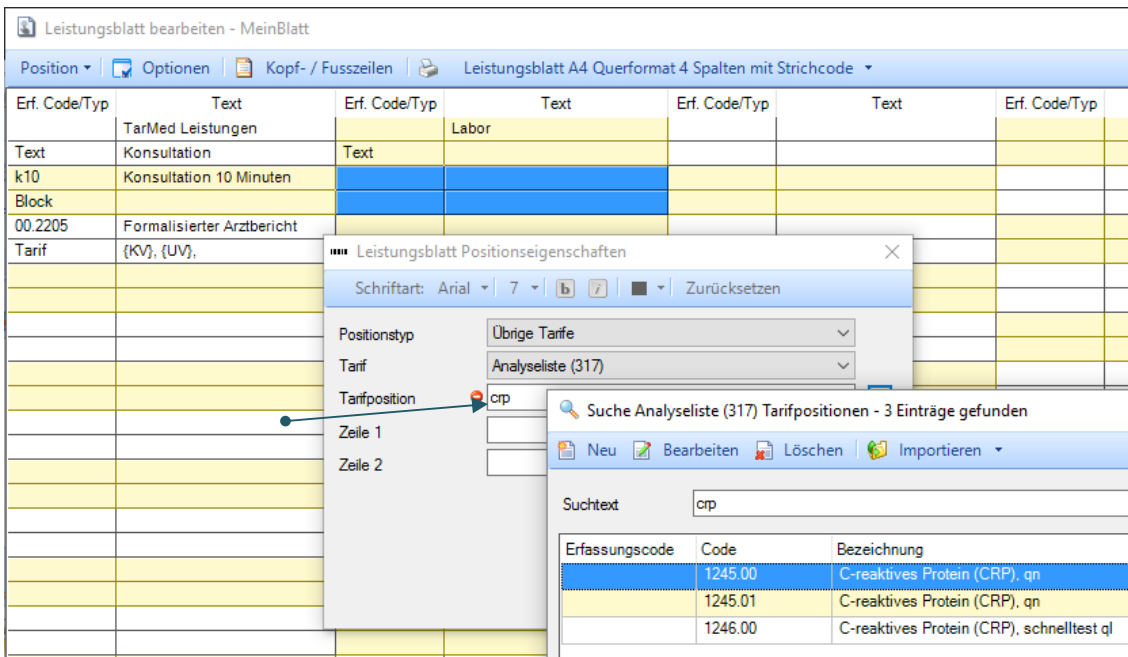 Leistungsblatt bearbeiten - MeinBlatt
Position Optionen Kopf- / Fusszeilen Leistungsblatt A4 Querformat 4 Spalten mit Strichcode
Erf. Code/Typ Text Erf. Code/Typ Text Erf. Code/Typ Text Erf. Code/Typ
TarMed Leistungen Labor
Text Konsultation Text
k10 Konsultation 10 Minuten
Block
00.2205 Formalisierter Arztbericht
Tarif {KV}, {UV},
Leistungsblatt Positionseigenschaften
Schriftart: Arial 7 b i Zurücksetzen
Positionstyp Übrige Tarife
Tarif Analyseliste (317)
Tarifposition crp
Zeile 1
Zeile 2
Suche Analyseliste (317) Tarifpositionen - 3 Einträge gefunden
Neu Bearbeiten Löschen Importieren
Suchtext crp
Erfassungscode Code Bezeichnung
1245.00 C-reaktives Protein (CRP), qn
1245.01 C-reaktives Protein (CRP), qn
1246.00 C-reaktives Protein (CRP), schnelltest ql